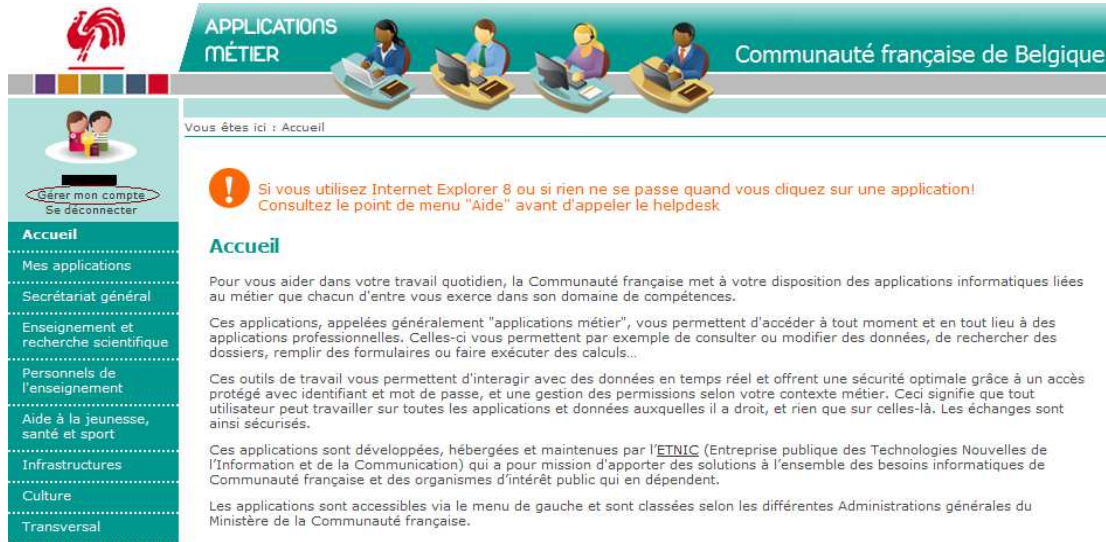 APPLICATIONS
MÉTIER
Communauté française de Belgique
Vous êtes ici : Accueil
Gérer mon compte
Se déconnecter
Accueil
Mes applications
Secrétariat général
Enseignement et
recherche scientifique
Personnels de
l'enseignement
Aide à la jeunesse,
santé et sport
Infrastructures
Culture
Transversal
Si vous utilisez Internet Explorer 8 ou si rien ne se passe quand vous cliquez sur une application!
Consultez le point de menu "Aide" avant d'appeler le helpdesk
Accueil
Pour vous aider dans votre travail quotidien, la Communauté française met à votre disposition des applications informatiques liées
au métier que chacun d'entre vous exerce dans son domaine de compétences.
Ces applications, appelées généralement "applications métier", vous permettent d'accéder à tout moment et en tout lieu à des
applications professionnelles. Celles-ci vous permettent par exemple de consulter ou modifier des données, de rechercher des
dossiers, remplir des formulaires ou faire exécuter des calculs...
Ces outils de travail vous permettent d'interagir avec des données en temps réel et offrent une sécurité optimale grâce à un accès
protégé avec identifiant et mot de passe, et une gestion des permissions selon votre contexte métier. Ceci signifie que tout
utilisateur peut travailler sur toutes les applications et données auxquelles il a droit, et rien que sur celles-là. Les échanges sont
ainsi sécurisés.
Ces applications sont développées, hébergées et maintenues par l'ETNIC (Entreprise publique des Technologies Nouvelles de
l'Information et de la Communication) qui a pour mission d'apporter des solutions à l'ensemble des besoins informatiques de
Communauté française et des organismes d'intérêt public qui en dépendent.
Les applications sont accessibles via le menu de gauche et sont classées selon les différentes Administrations générales du
Ministère de la Communauté française.